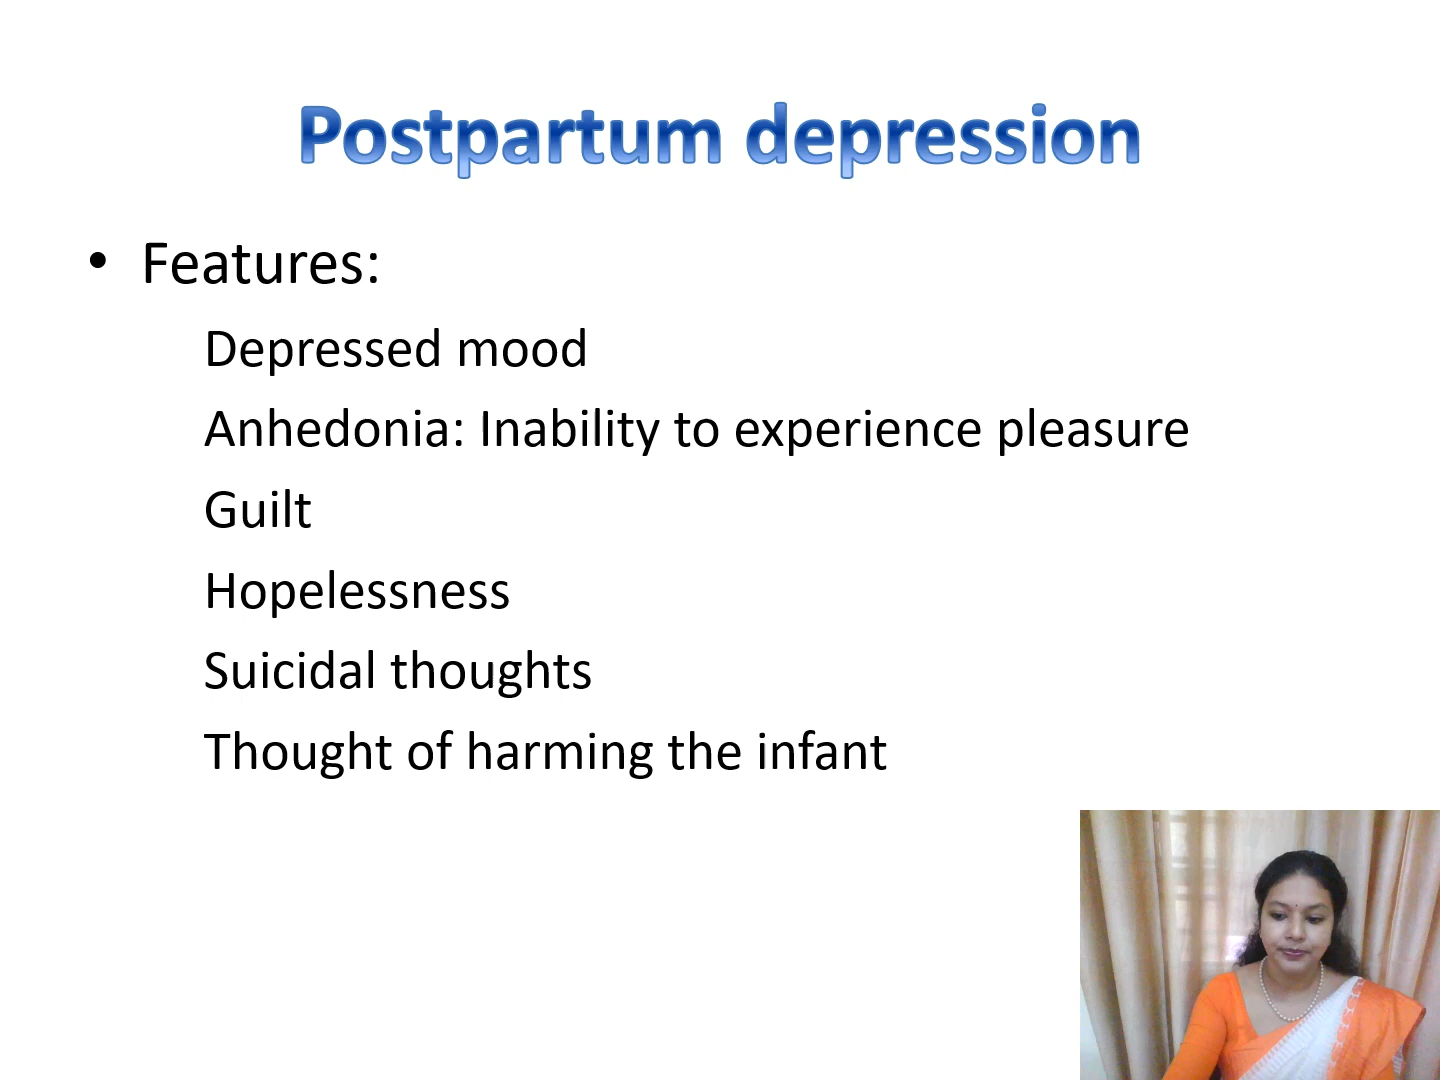 Postpartum depression
• Features:
Depressed mood
Anhedonia: Inability to experience pleasure
Guilt
Hopelessness
Suicidal thoughts
Thought of harming the infant